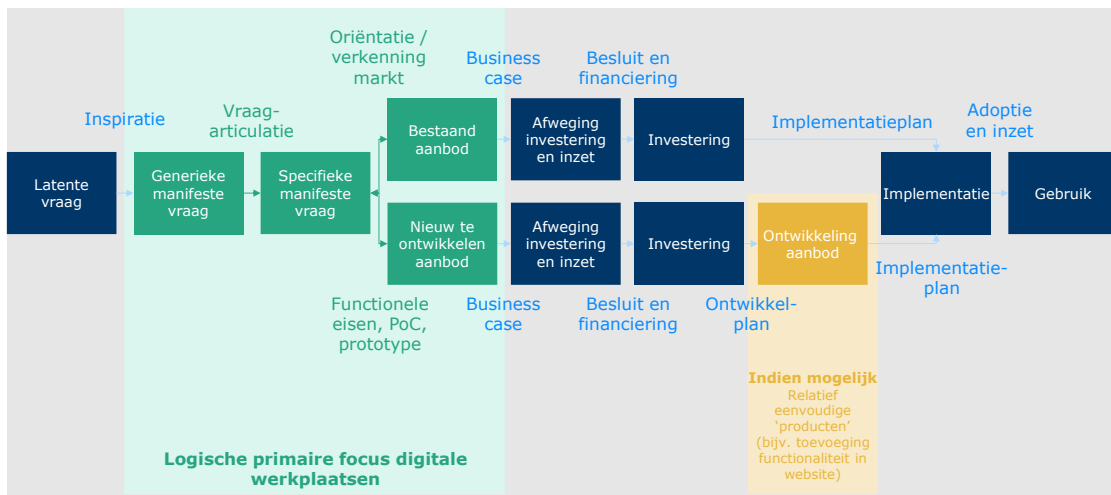 Oriëntatie /
verkenning
markt
Business
case
Besluit en
financiering
Inspiratie
Vraag-
articulatie
Implementatieplan
Adoptie
en inzet
Bestaand
aanbod
Afweging
investering
en inzet
Investering
Latente
vraag
Generieke
manifeste
vraag
Specifieke
manifeste
vraag
Implementatie
Gebruik
Nieuw te
ontwikkelen
aanbod
Afweging
investering
en inzet
Investering
Ontwikkeling
aanbod
Functionele
eisen, PoC,
prototype
Business
case
Besluit en
financiering
Ontwikkel-
plan
Implementatie-
plan
Indien mogelijk
Relatief
eenvoudige
‘producten’
(bijv. toevoeging
functionaliteit in
website)
Logische primaire focus digitale
werkplaatsen